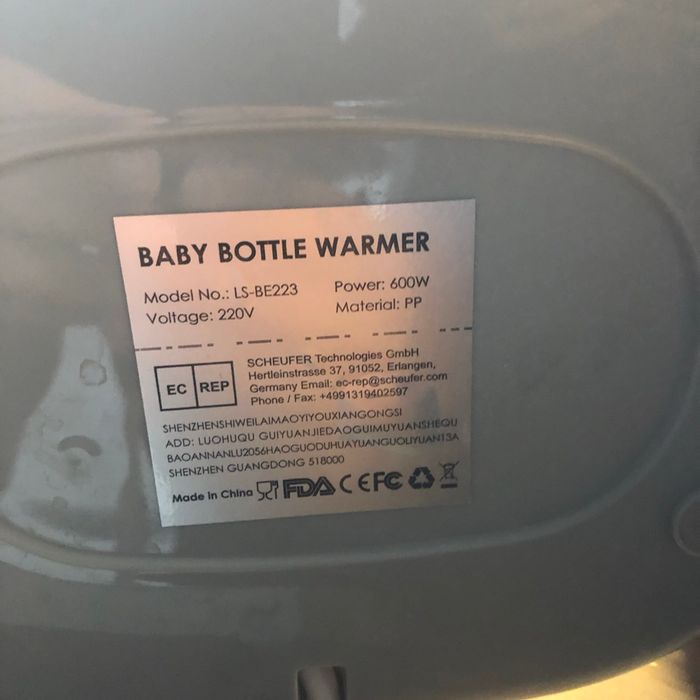 BABY BOTTLE WARMER
Model No.: LS-BE223 Power: 600W
Voltage: 220V Material: PP
EC REP
SCHEUFER Technologies GmbH
Hertleinstrasse 37, 91052, Erlangen,
Germany Email: ec-rep@scheufer.com
Phone / Fax: +4991319402597
SHENZHENSHIWEILAIMAOYIYOUXIANGONGSI
ADD: LUOHUQU GUIYUANJIEDAOGUIMUYUANSHEQU
BAOANNANLU2056HAOGUODUHUAYUANGUOLIYUAN13A
SHENZHEN GUANGDONG 518000
Made in China FDA CE FC